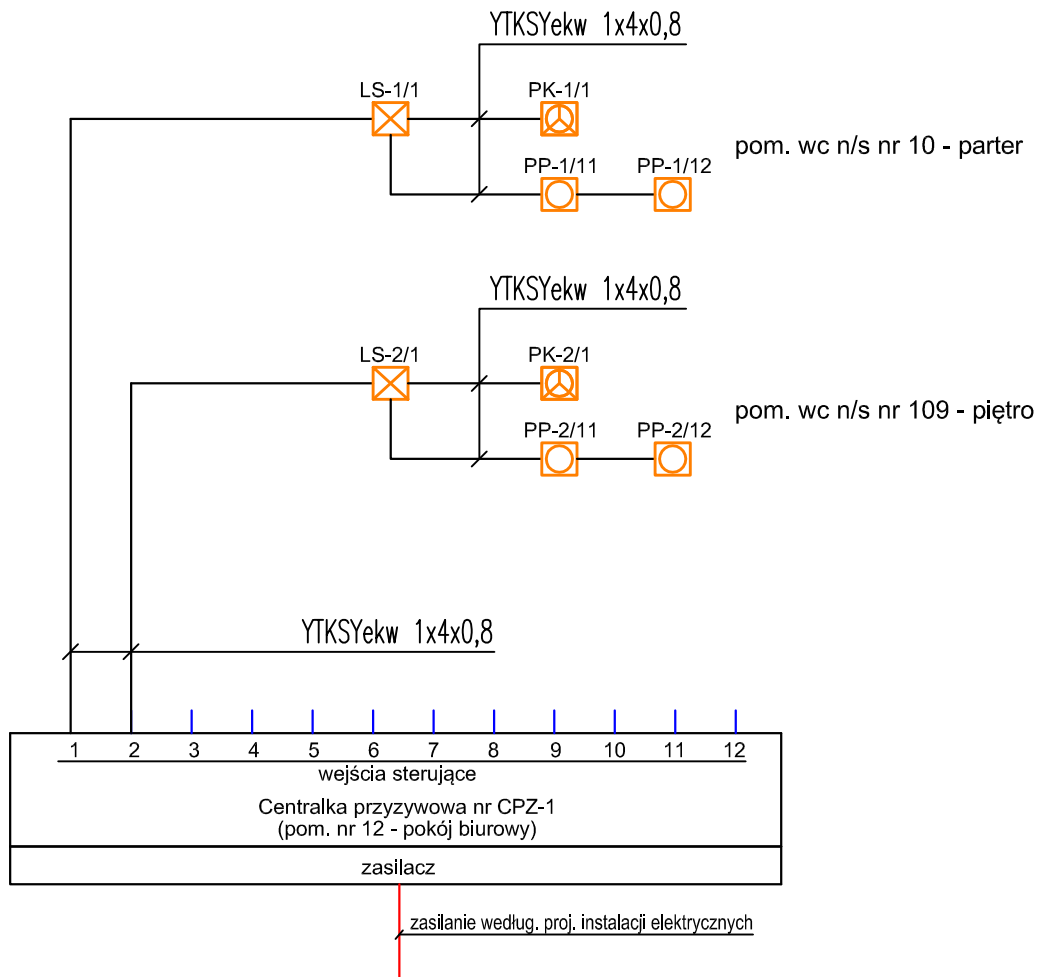 YTKSYekw 1x4x0,8
LS-1/1
PK-1/1
pom. wc n/s nr 10 - parter
PP-1/11
PP-1/12
YTKSYekw 1x4x0,8
LS-2/1
PK-2/1
pom. wc n/s nr 109 - piętro
PP-2/11
PP-2/12
YTKSYekw 1x4x0,8
1 2 3 4 5 6 7 8 9 10 11 12
wejścia sterujące
Centralka przyzywowa nr CPZ-1
(pom. nr 12 - pokój biurowy)
zasilacz
zasilanie według. proj. instalacji elektrycznych